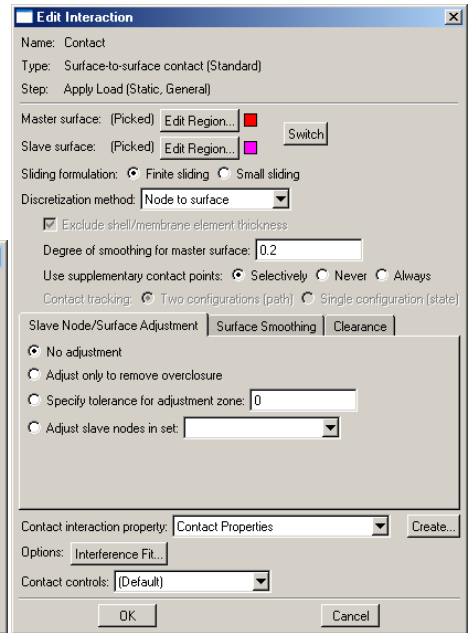 Edit Interaction
Name: Contact
Type: Surface-to-surface contact (Standard)
Step: Apply Load (Static, General)
Master surface: (Picked) Edit Region...
Switch
Slave surface: (Picked) Edit Region...
Sliding formulation: Finite sliding Small sliding
Discretization method: Node to surface
Exclude shell/membrane element thickness
Degree of smoothing for master surface: 0.2
Use supplementary contact points: Selectively Never Always
Contact tracking: Two configurations (path) Single configuration (state)
Slave Node/Surface Adjustment Surface Smoothing Clearance
No adjustment
Adjust only to remove overclosure
Specify tolerance for adjustment zone: 0
Adjust slave nodes in set:
Contact interaction property: Contact Properties Create...
Options: Interference Fit...
Contact controls: (Default)
OK Cancel